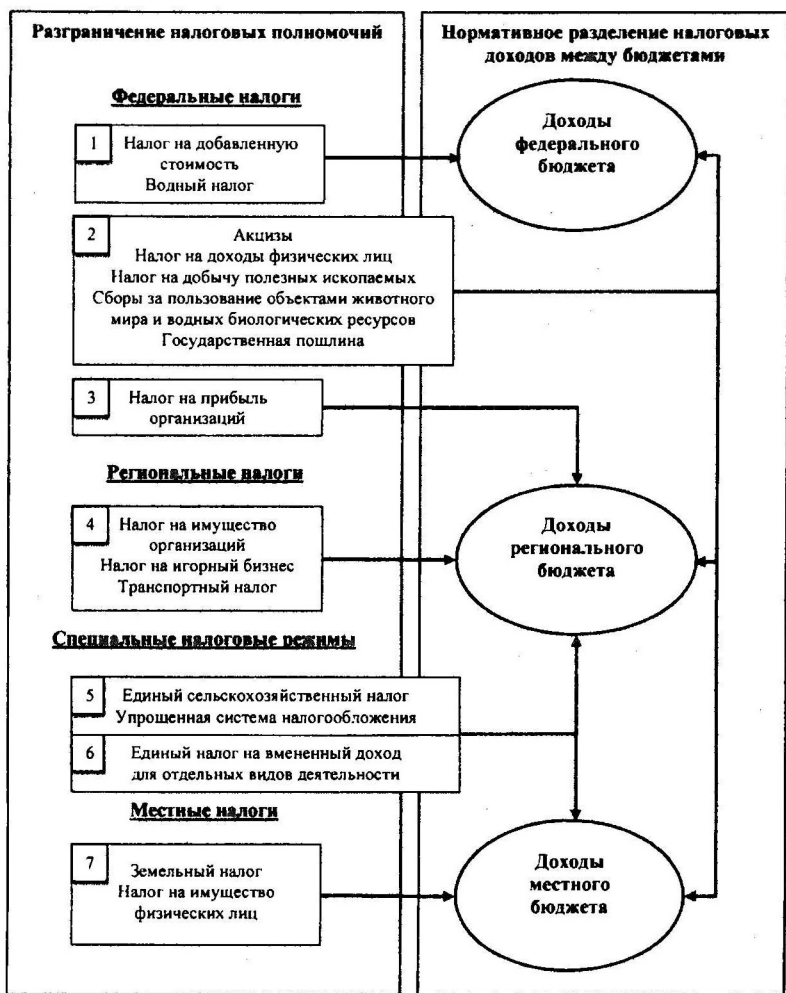 Разграничение налоговых полномочий
Федеральные налоги
1
Налог на добавленную
стоимость
Водный налог
2
Акцизы
Налог на доходы физических лиц
Налог на добычу полезных ископаемых
Сборы за пользование объектами животного
мира и водных биологических ресурсов
Государственная пошлина
3
Налог на прибыль
организаций
Региональные налоги
4
Налог на имущество
организаций
Налог на игорный бизнес
Транспортный налог
Специальные налоговые режимы
5
Единый сельскохозяйственный налог
Упрощенная система налогообложения
6
Единый налог на вмененный доход
для отдельных видов деятельности
Местные налоги
7
Земельный налог
Налог на имущество
физических лиц
Нормативное разделение налоговых
доходов между бюджетами
Доходы
федерального
бюджета
Доходы
регионального
бюджета
Доходы
местного
бюджета